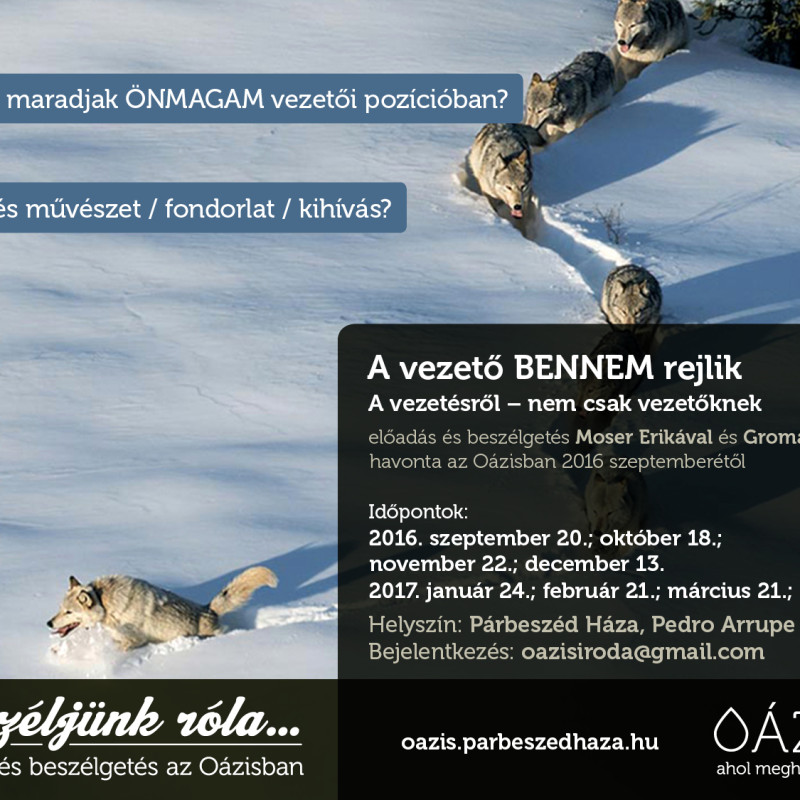 maradjak ÖNMAGAM vezetői pozícióban?
és művészet / fondorlat / kihívás?
A vezető BENNEM rejlik
A vezetésről – nem csak vezetőknek
előadás és beszélgetés Moser Erikával és
havonta az Oázisban 2016 szeptemberétől
Időpontok:
2016. szeptember 20.; október 18.;
november 22.; december 13.
2017. január 24.; február 21.; március 21.;
Helyszín: Párbeszéd Háza, Pedro Arrupe
Bejelentkezés: oazisiroda@gmail.com
róla...
és beszélgetés az Oázisban
oazis.parbeszedhaza.hu
ahol